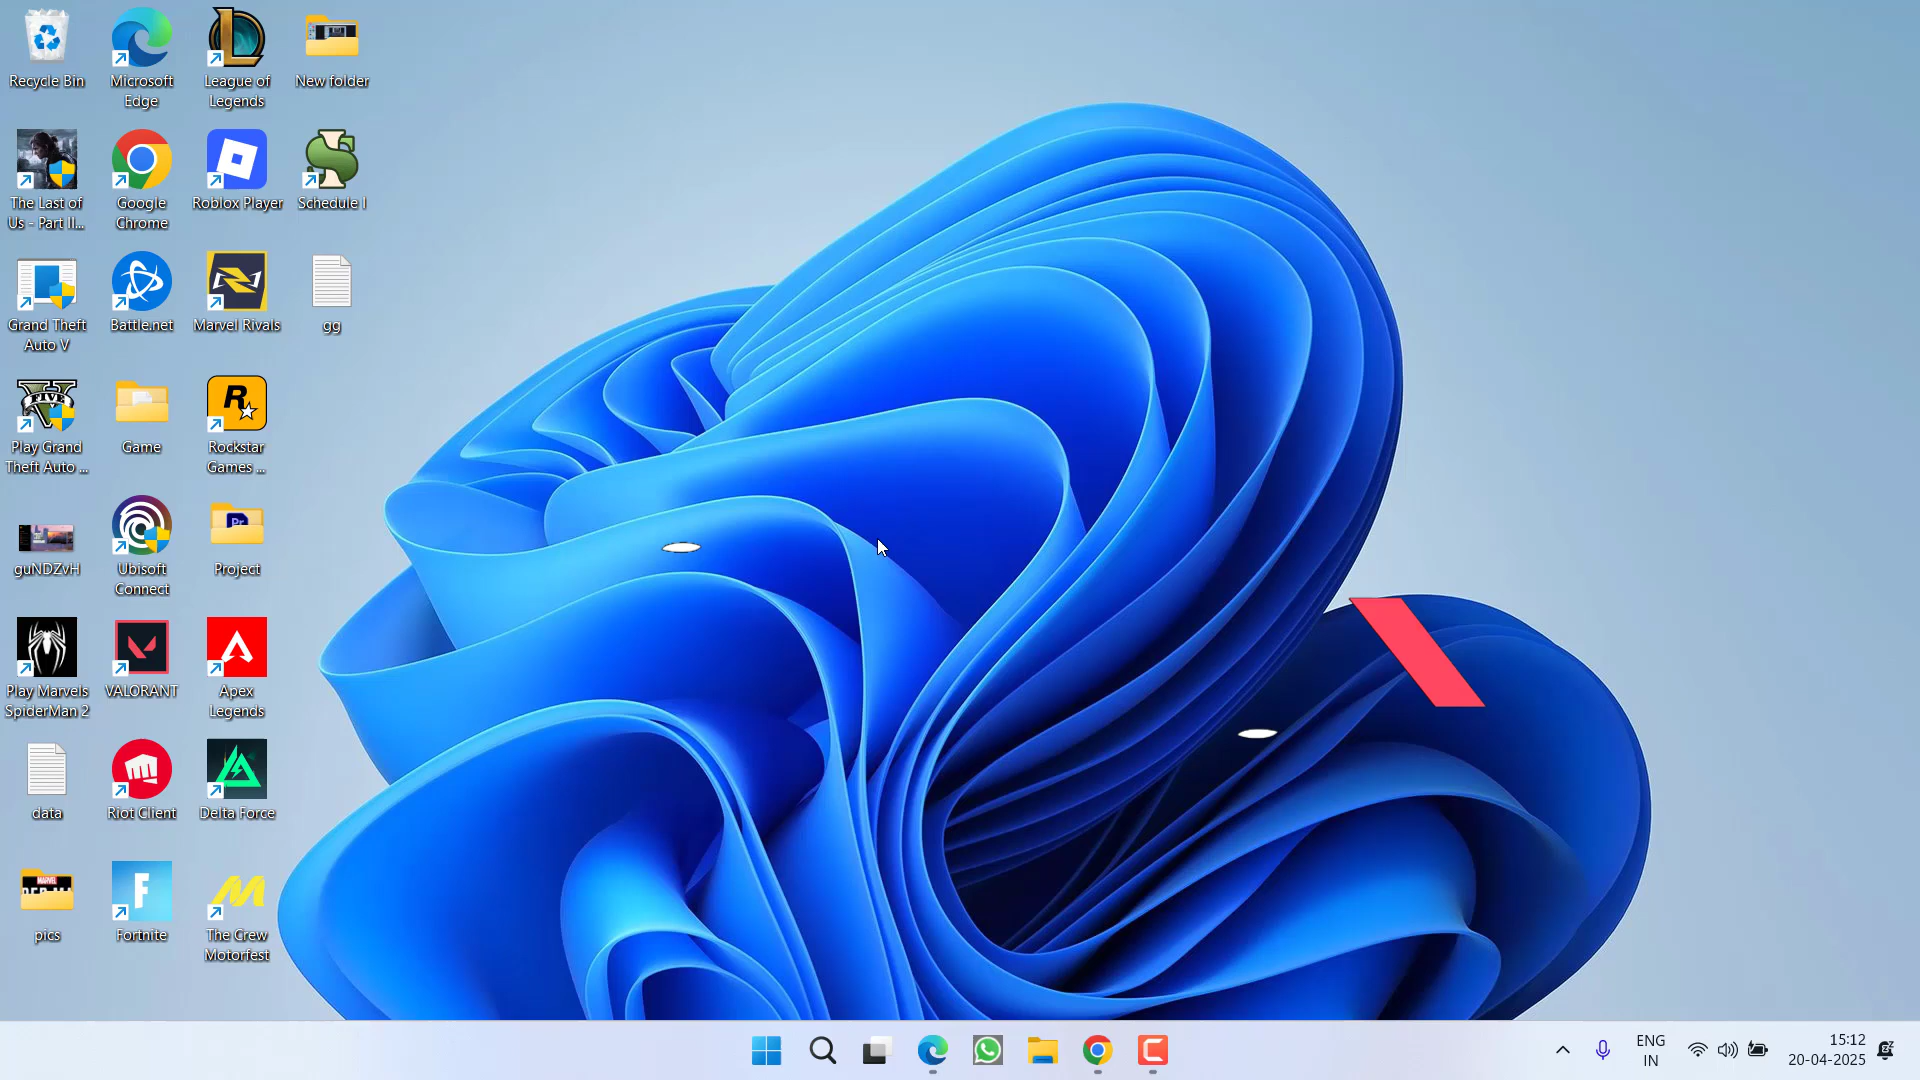 Recycle Bin
Microsoft
Edge
League of
Legends
New folder
The Last of
Us - Part II...
Google
Chrome
Roblox Player
Schedule I
Grand Theft
Auto V
Battle.net
Marvel Rivals
gg
FIVE
Play Grand
Theft Auto ...
Game
R
Rockstar
Games ...
guNDZvH
Ubisoft
Connect
Pr
Project
Play Marvels
SpiderMan 2
VALORANT
Apex
Legends
data
Riot Client
Delta Force
MARVEL
pics
F
Fortnite
The Crew
Motorfest
ENG
IN
15:12
20-04-2025